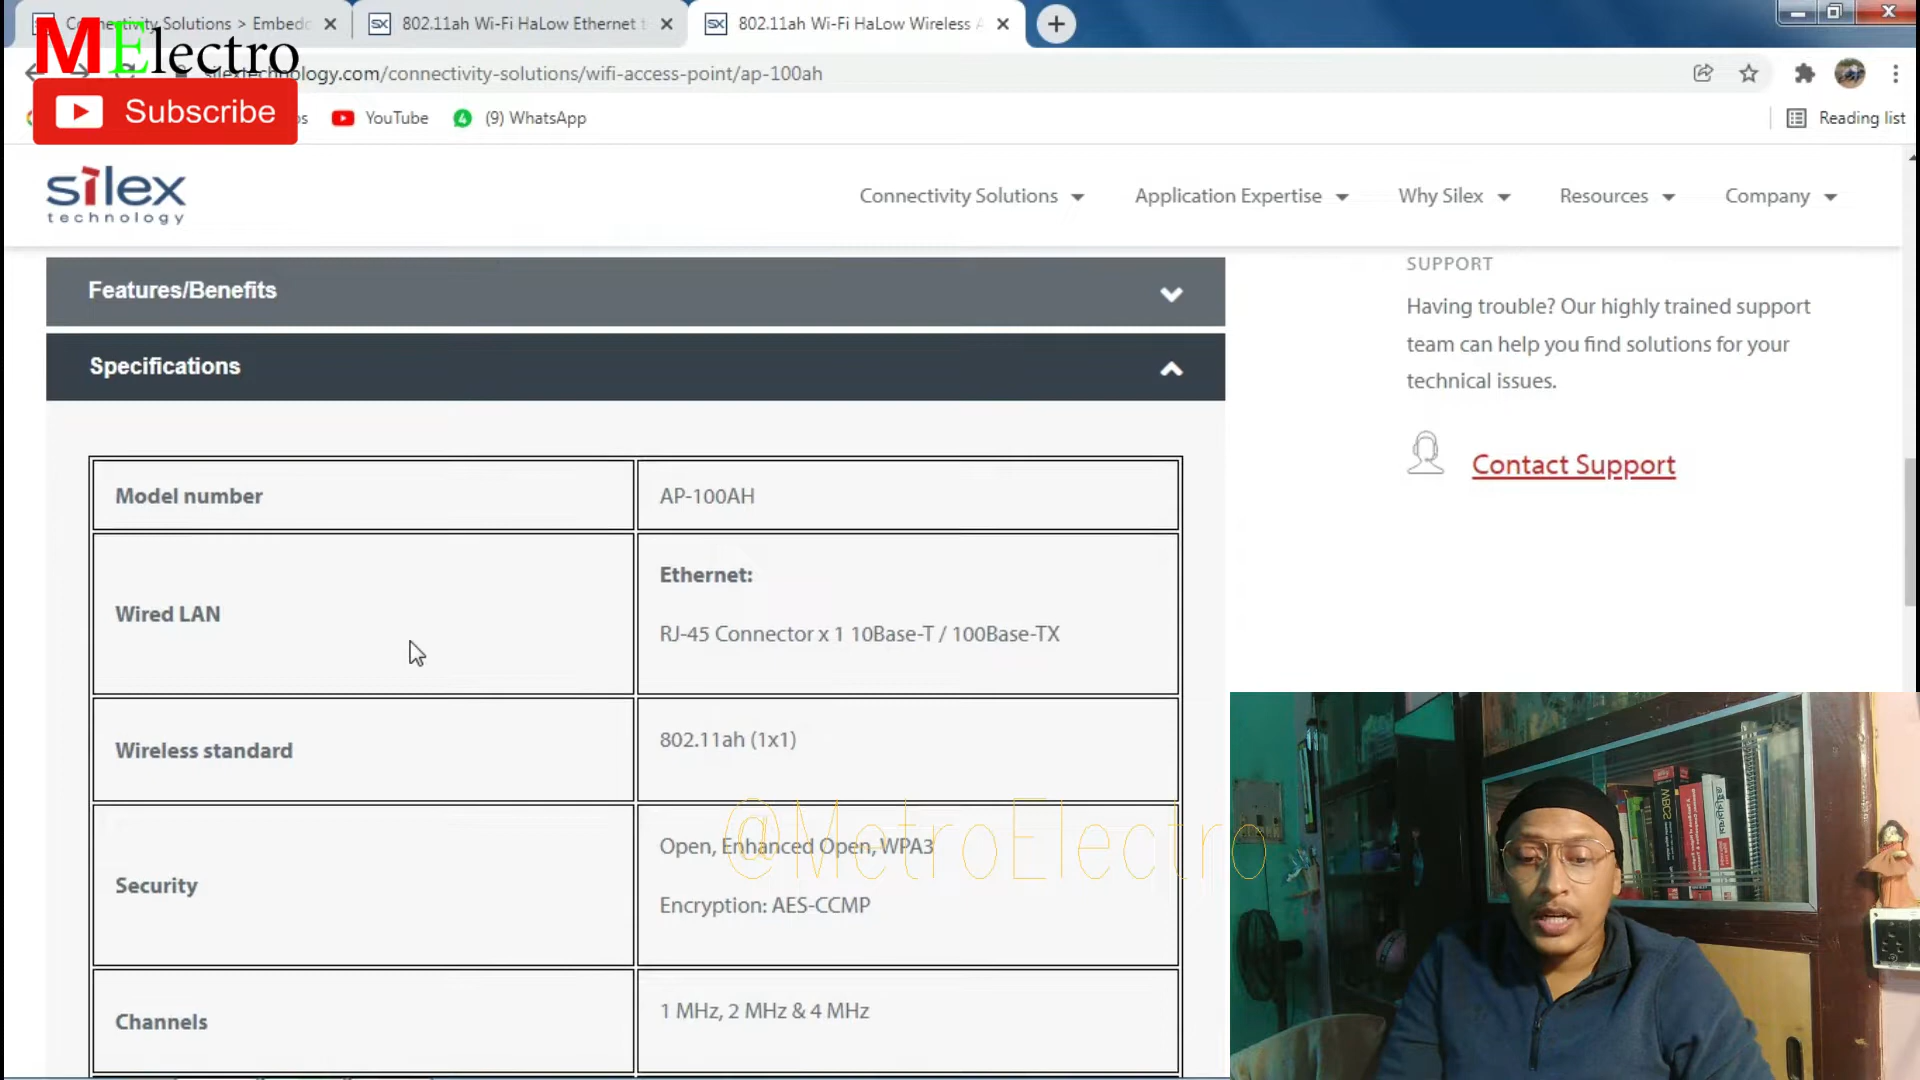 Connectivity Solutions > Embedd
802.11ah Wi-Fi HaLow Ethernet t
802.11ah Wi-Fi HaLow Wireless A
MElectro
silextechnology.com/connectivity-solutions/wifi-access-point/ap-100ah
Subscribe
YouTube
(9) WhatsApp
Reading list
silex
technology
Connectivity Solutions
Application Expertise
Why Silex
Resources
Company
Features/Benefits
Specifications
Model number
AP-100AH
Wired LAN
Ethernet:
RJ-45 Connector x 1 10Base-T / 100Base-TX
Wireless standard
802.11ah (1x1)
Security
Open, Enhanced Open, WPA3
Encryption: AES-CCMP
Channels
1 MHz, 2 MHz & 4 MHz
SUPPORT
Having trouble? Our highly trained support
team can help you find solutions for your
technical issues.
Contact Support
@MetroElectro